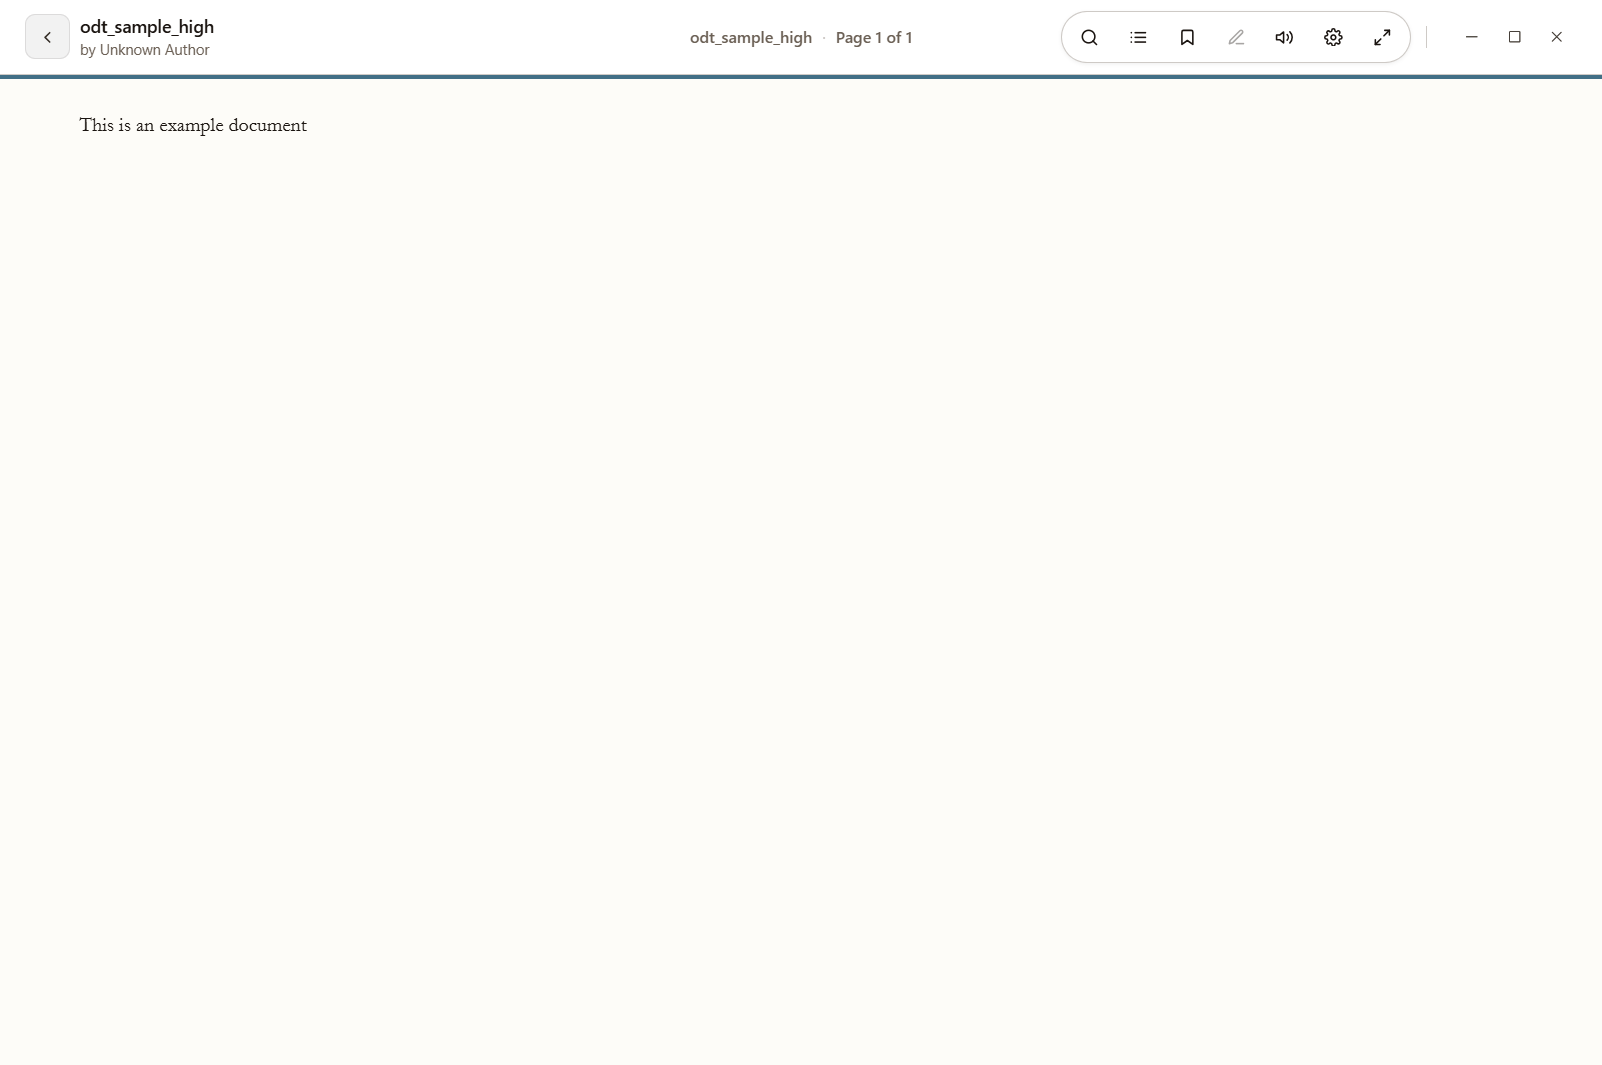 odt_sample_high
by Unknown Author
odt_sample_high · Page 1 of 1
This is an example document